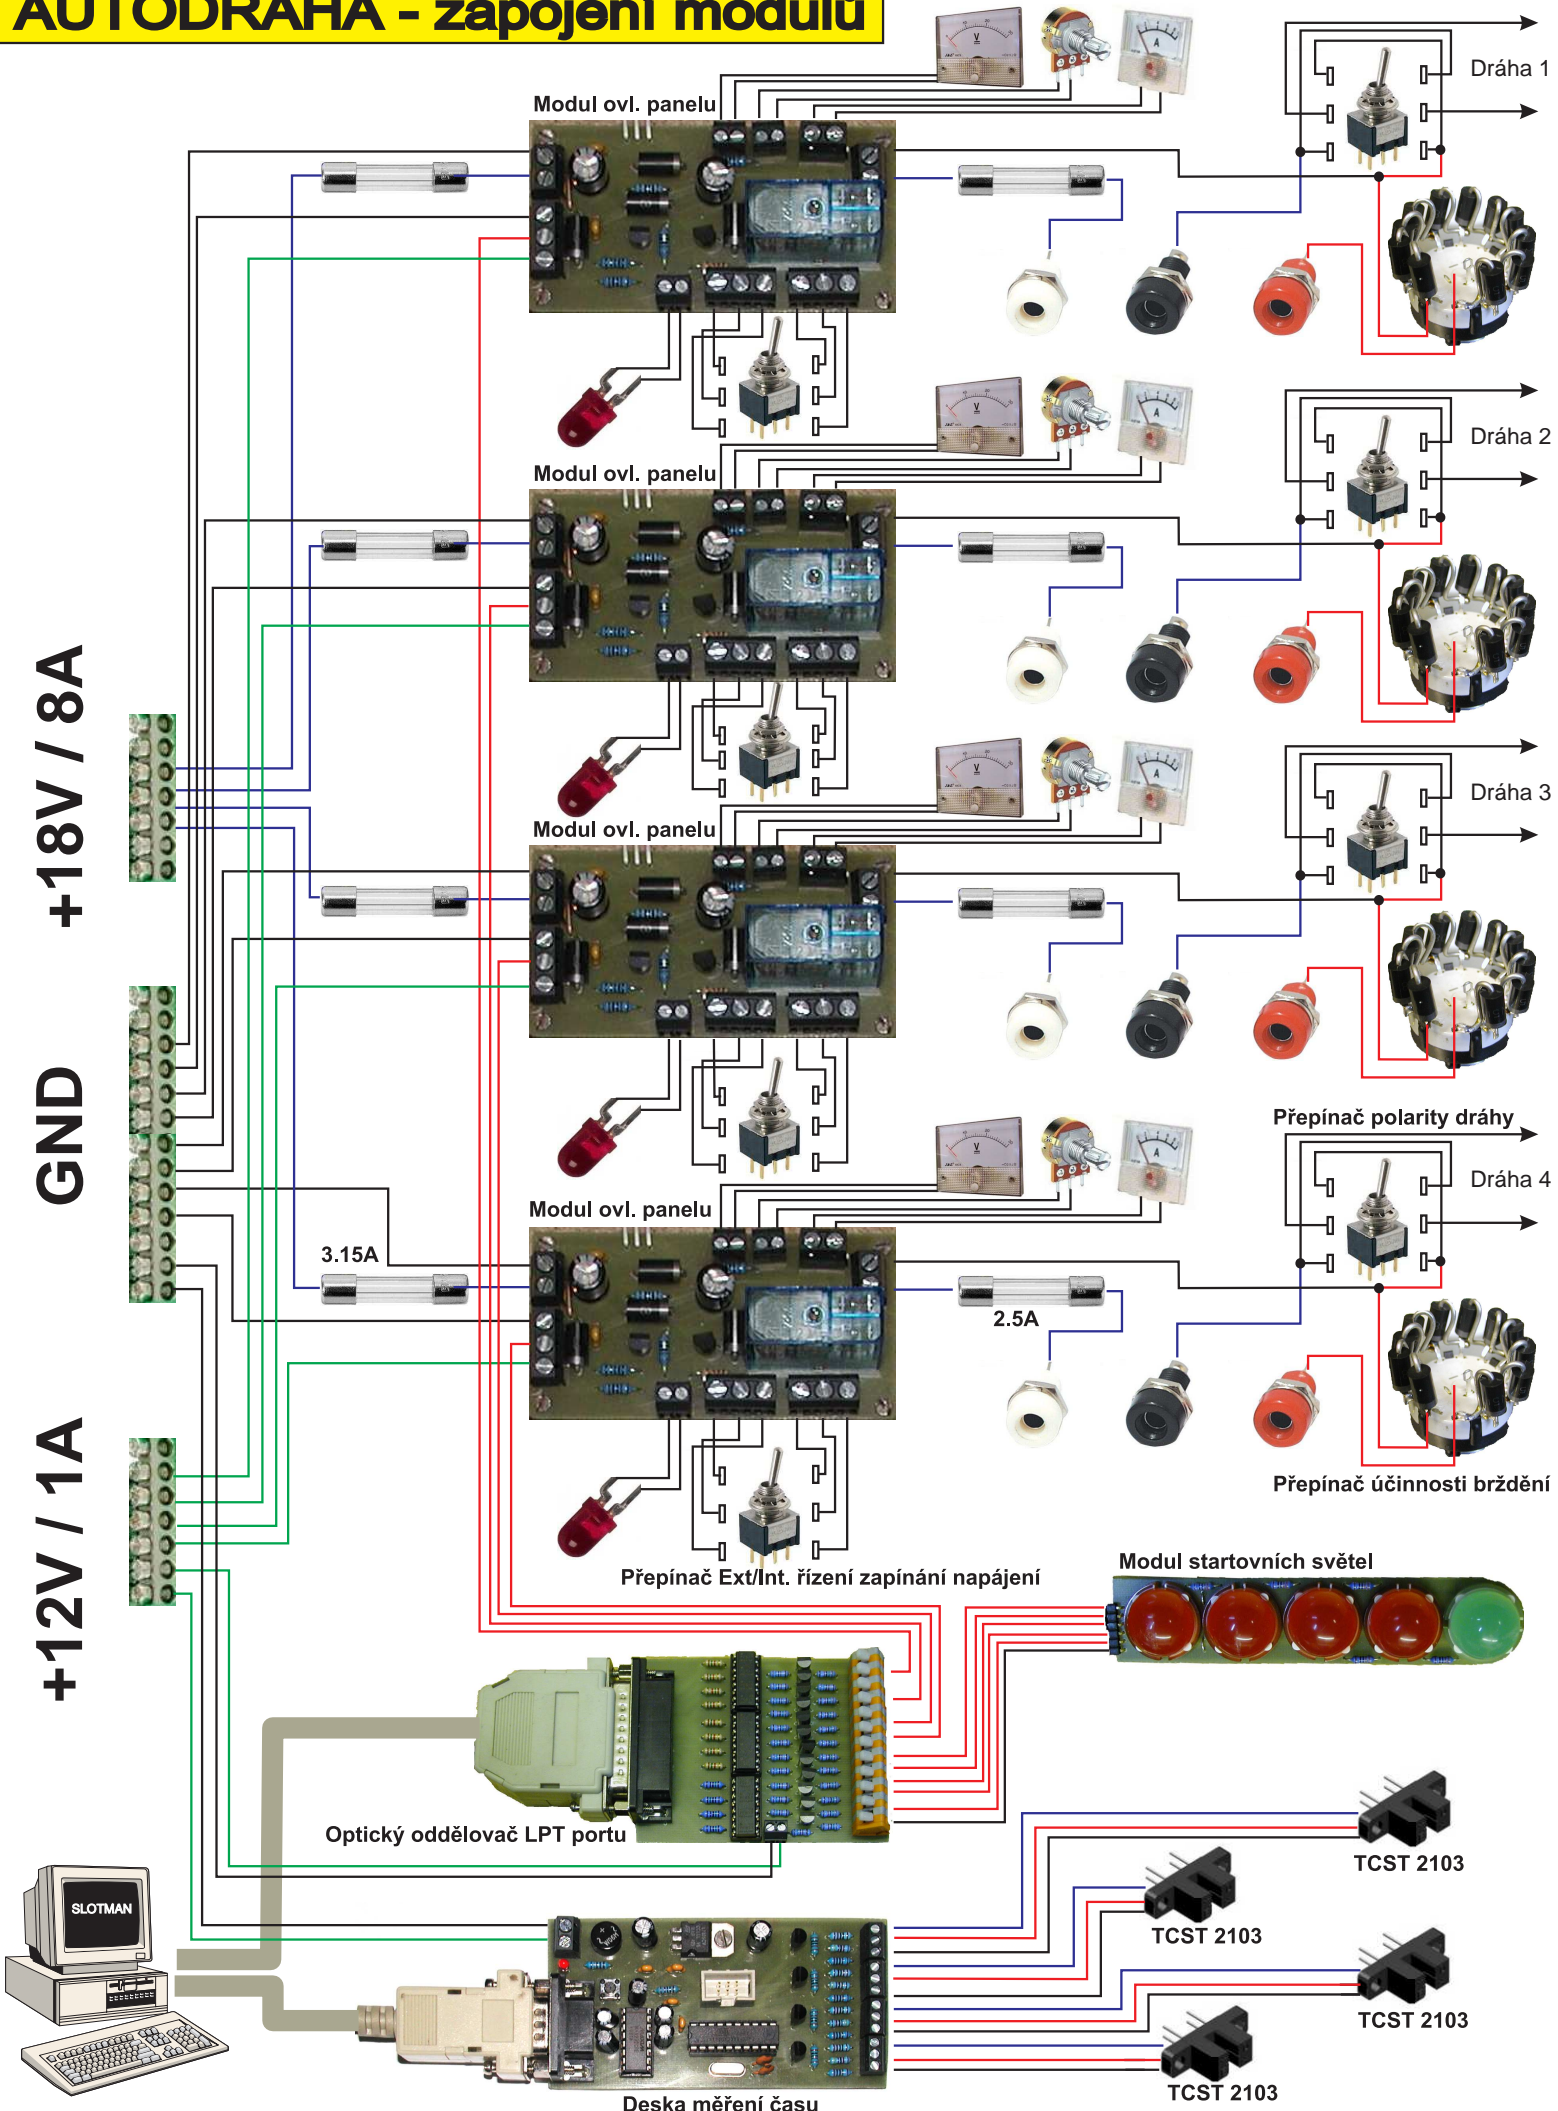 AUTODRÁHA - zapojení modulů
Modul ovl. panelu
V
A
Dráha 1
Modul ovl. panelu
V
A
Dráha 2
+18V / 8A
Modul ovl. panelu
V
A
Dráha 3
GND
Přepínač polarity dráhy
Modul ovl. panelu
V
A
Dráha 4
3.15A
2.5A
Přepínač účinnosti brždění
+12V / 1A
Přepínač Ext/Int. řízení zapínání napájení
Modul startovních světel
Optický oddělovač LPT portu
TCST 2103
SLOTMAN
TCST 2103
TCST 2103
TCST 2103
Deska měření času